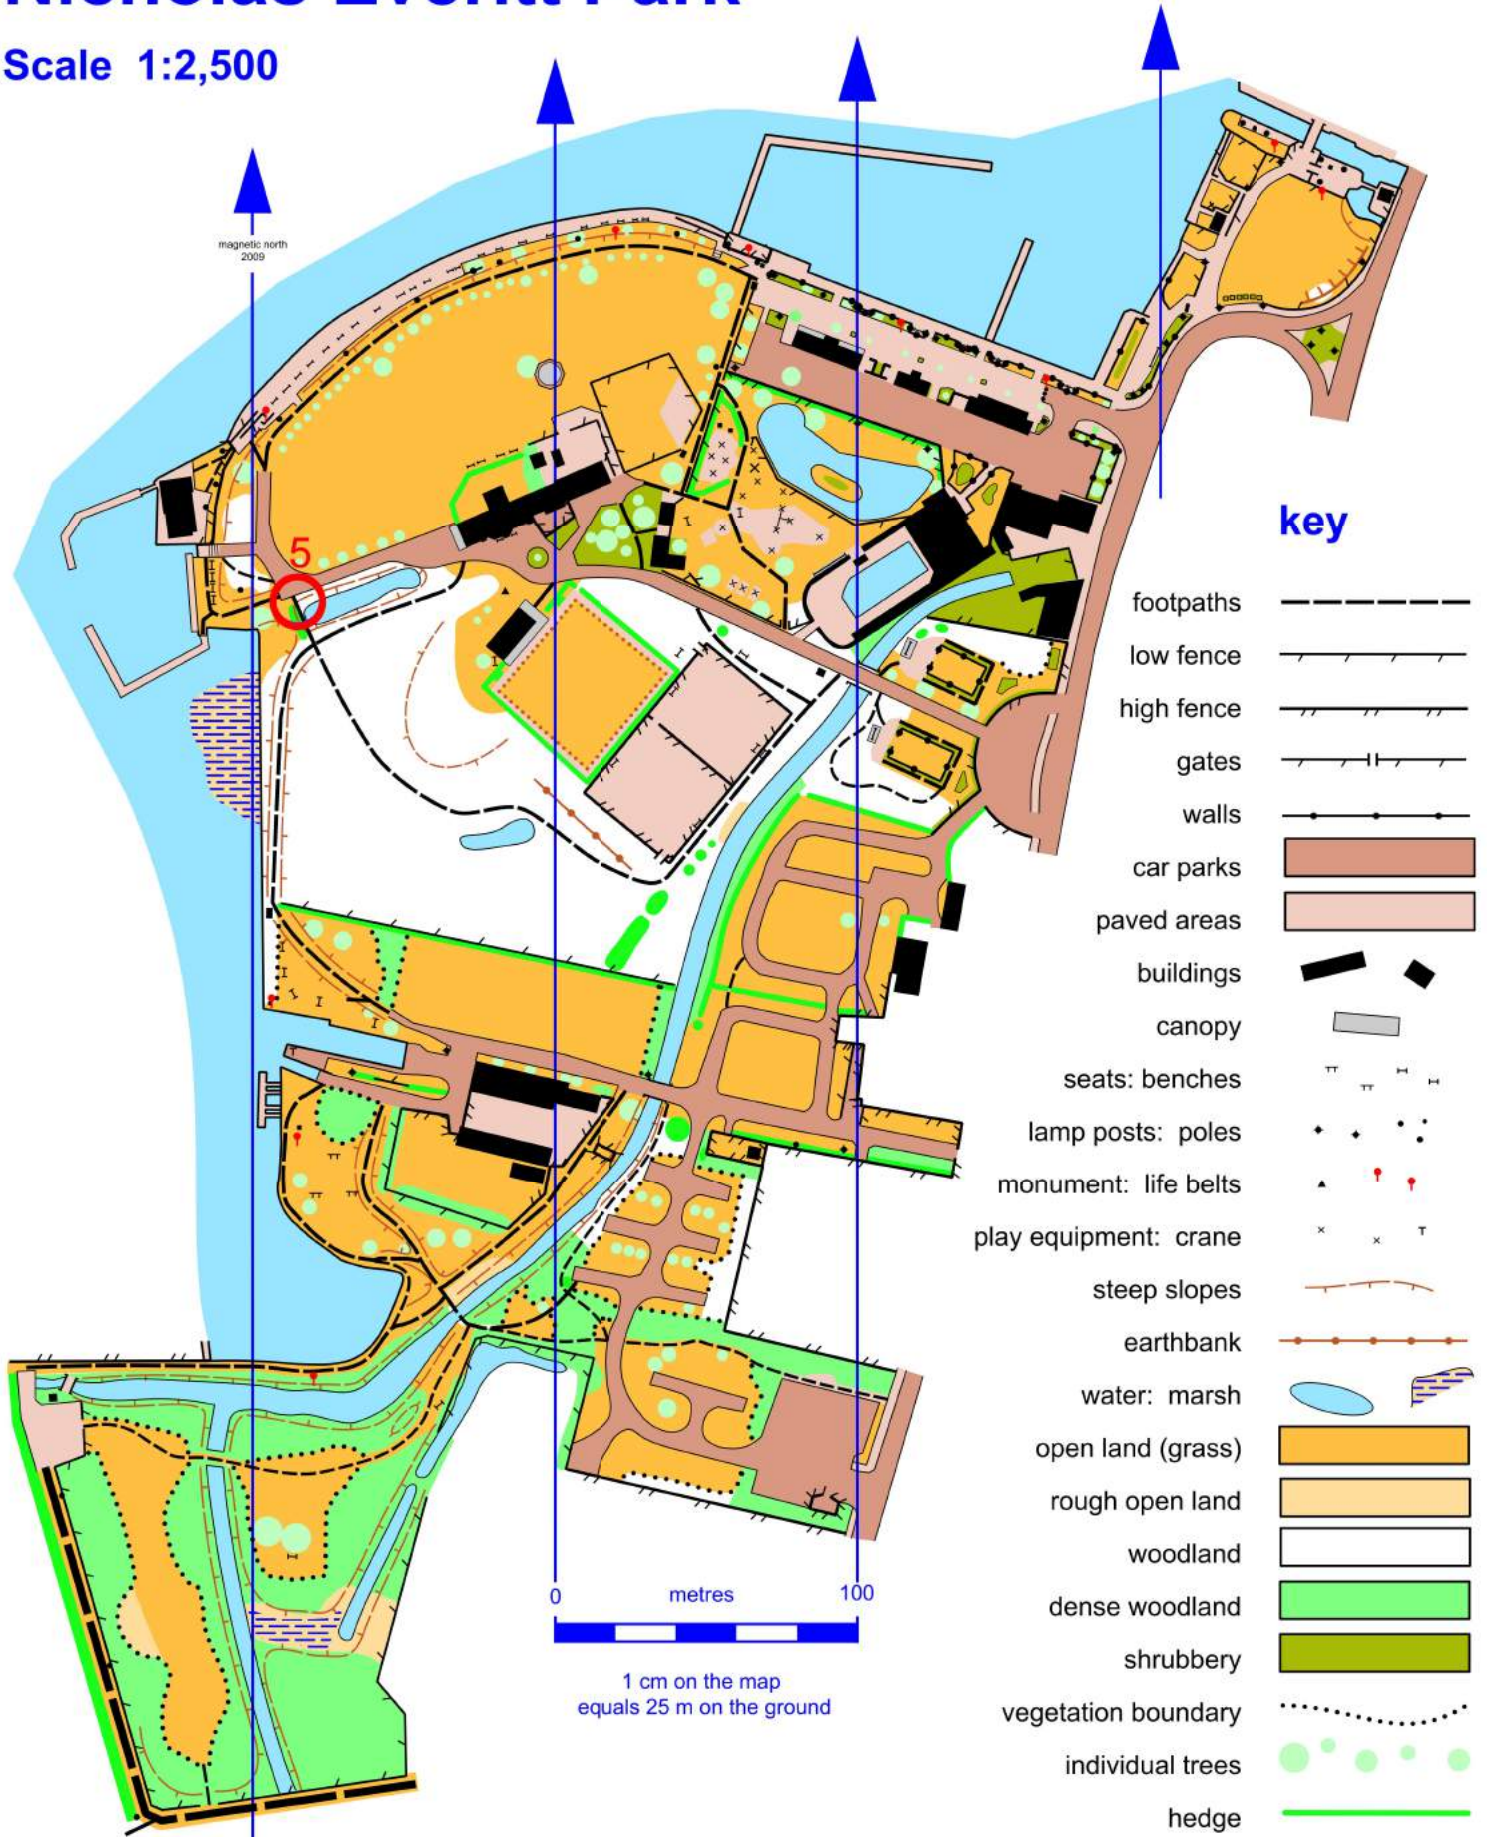 Nicholas Everitt Park
Scale 1:2,500
magnetic north
2009
5
key
footpaths
low fence
high fence
gates
walls
car parks
paved areas
buildings
canopy
seats: benches
lamp posts: poles
monument: life belts
play equipment: crane
steep slopes
earthbank
water: marsh
open land (grass)
rough open land
woodland
dense woodland
shrubbery
vegetation boundary
individual trees
hedge
0 metres 100
1 cm on the map
equals 25 m on the ground